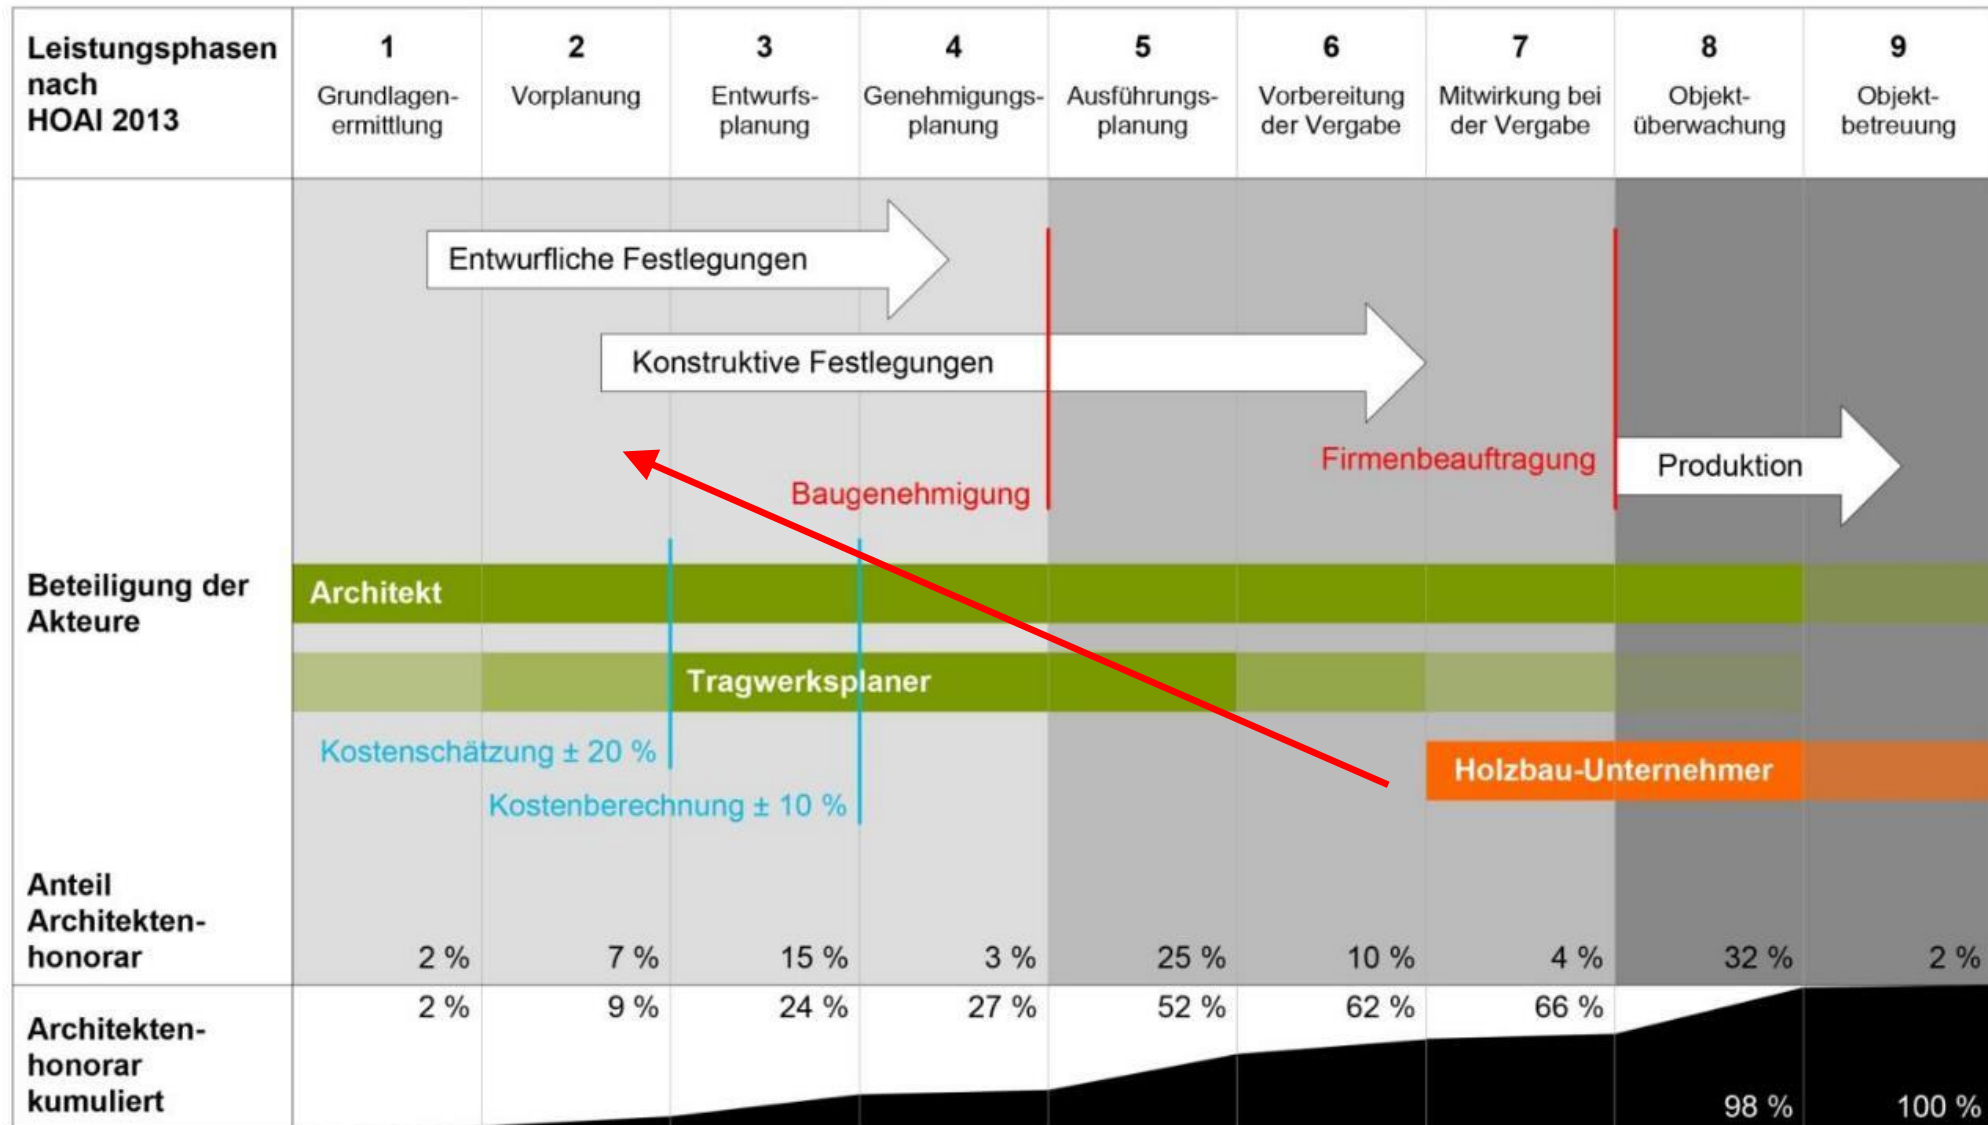 Leistungsphasen
nach
HOAI 2013
1
Grundlagen-
ermittlung
2
Vorplanung
3
Entwurfs-
planung
4
Genehmigungs-
planung
5
Ausführungs-
planung
6
Vorbereitung
der Vergabe
7
Mitwirkung bei
der Vergabe
8
Objekt-
überwachung
9
Objekt-
betreuung
Entwurfliche Festlegungen
Konstruktive Festlegungen
Firmenbeauftragung
Produktion
Baugenehmigung
Beteiligung der
Akteure
Architekt
Tragwerksplaner
Kostenschätzung ± 20 %
Holzbau-Unternehmer
Kostenberechnung ± 10 %
Anteil
Architekten-
honorar
2 % 7 % 15 % 3 % 25 % 10 % 4 % 32 % 2 %
Architekten-
honorar
kumuliert
2 % 9 % 24 % 27 % 52 % 62 % 66 % 98 % 100 %